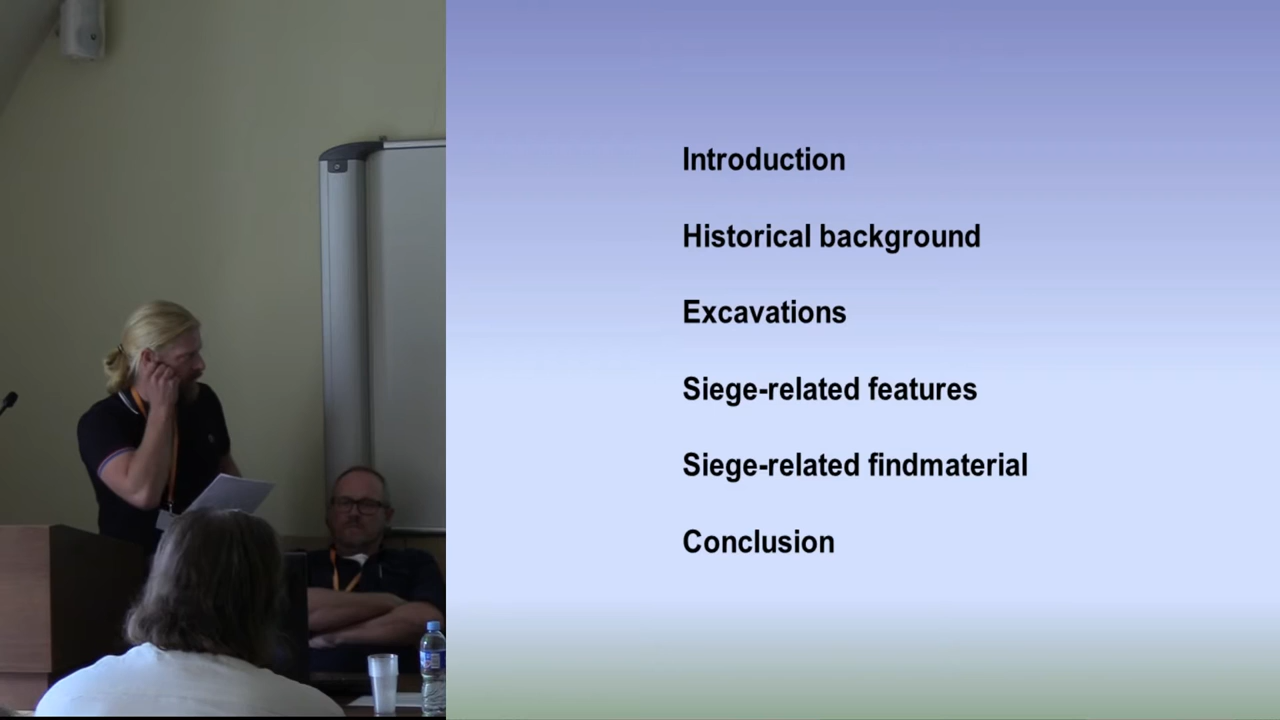 Introduction
Historical background
Excavations
Siege-related features
Siege-related findmaterial
Conclusion